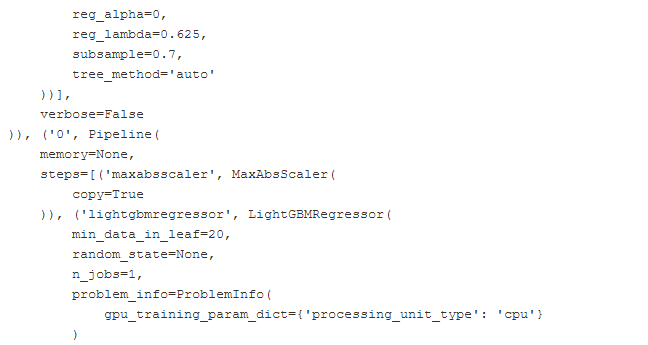 reg_alpha=0,
        reg_lambda=0.625,
        subsample=0.7,
        tree_method='auto'
    ))],
    verbose=False
)), ('0', Pipeline(
    memory=None,
    steps=[('maxabsscaler', MaxAbsScaler(
        copy=True
    )), ('lightgbmregressor', LightGBMRegressor(
        min_data_in_leaf=20,
        random_state=None,
        n_jobs=1,
        problem_info=ProblemInfo(
            gpu_training_param_dict={'processing_unit_type': 'cpu'}
        )